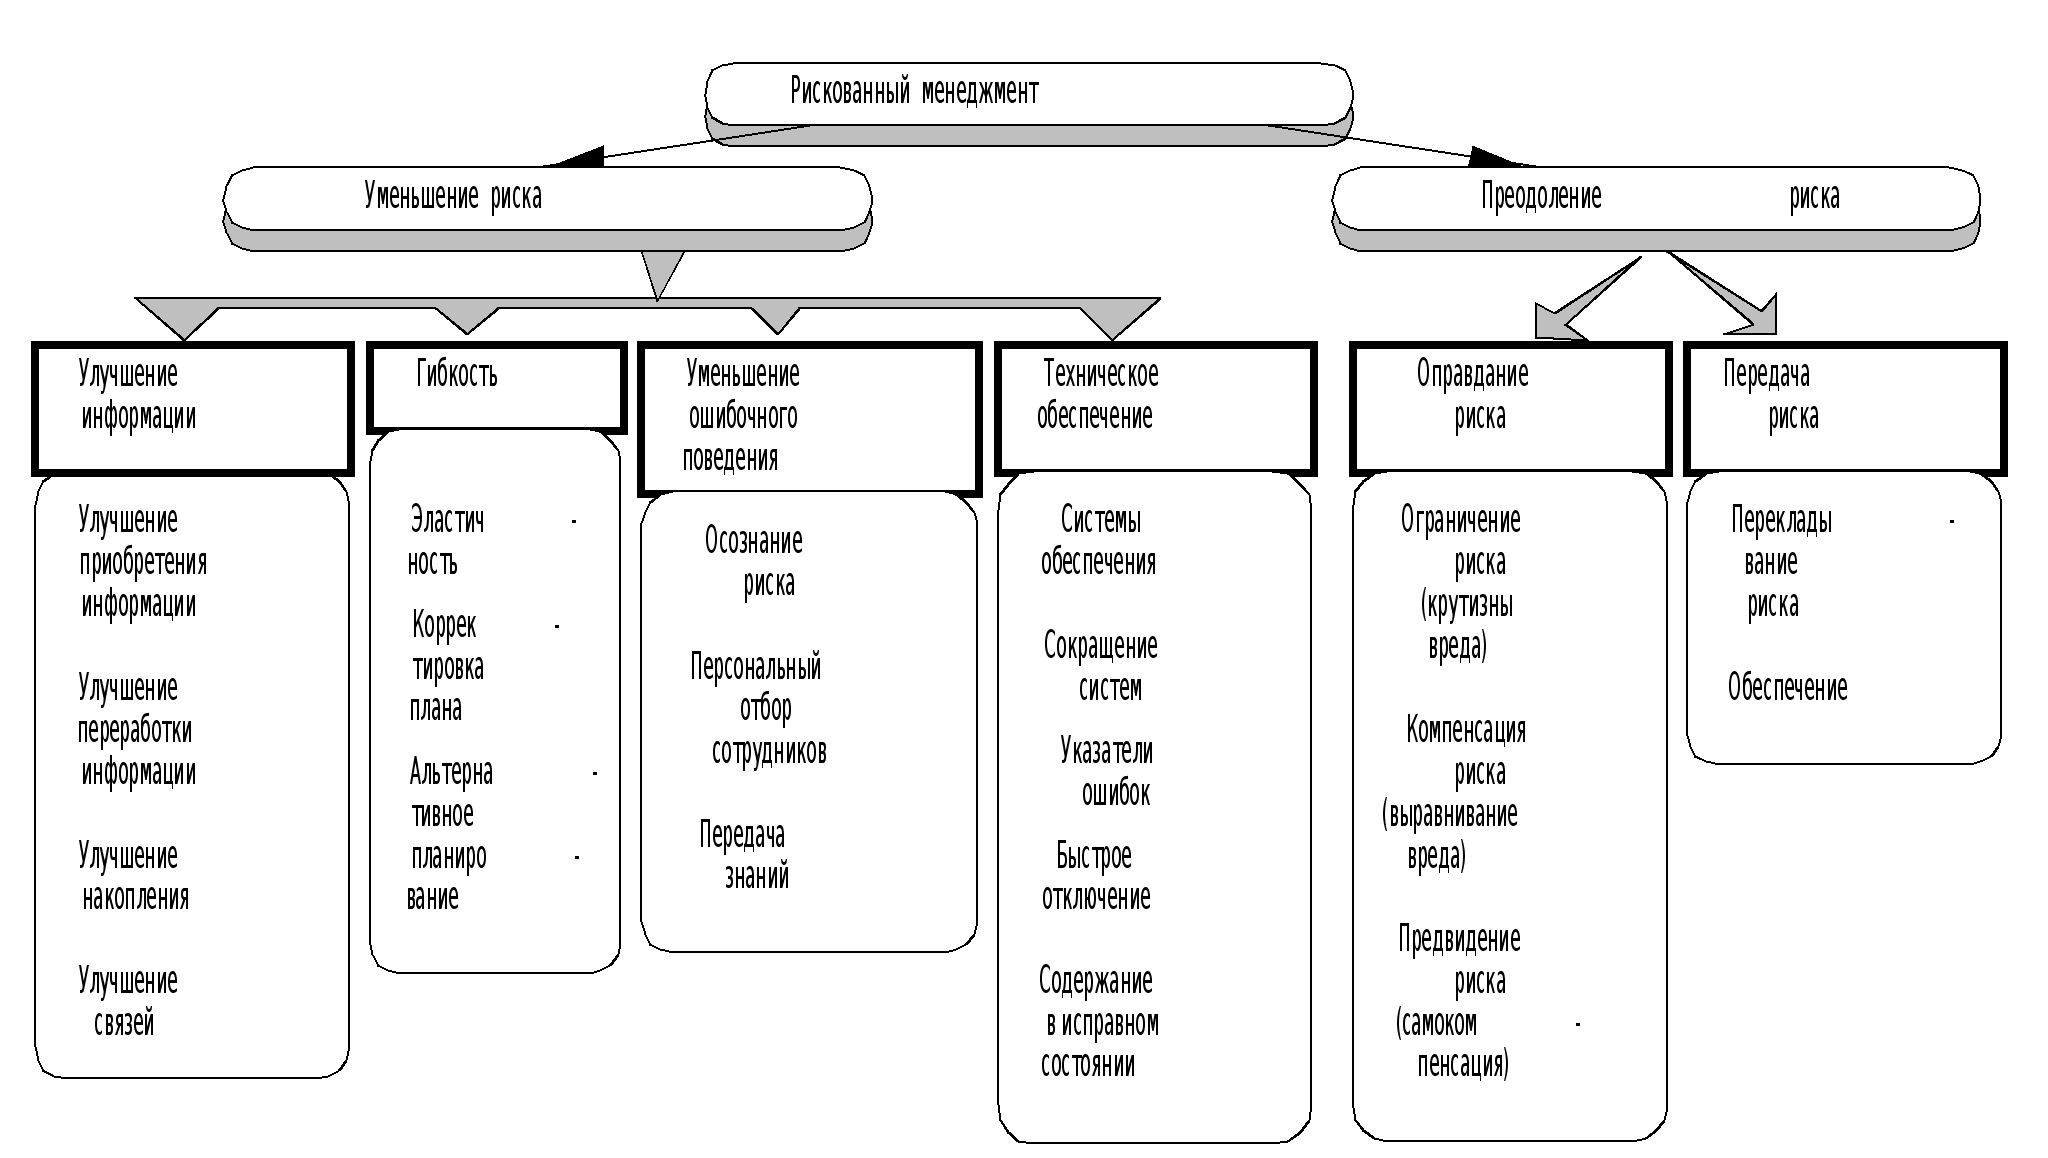 Рискованный менеджмент
Уменьшение риска
Преодоление риска
Улучшение
информации
Улучшение
приобретения
информации
Улучшение
переработки
информации
Улучшение
накопления
Улучшение
связей
Гибкость
Эластич -
ность
Коррек -
тировка
плана
Альтерна -
тивное
планиро -
вание
Уменьшение
ошибочного
поведения
Осознание
риска
Персональный
отбор
сотрудников
Передача
знаний
Техническое
обеспечение
Системы
обеспечения
Сокращение
систем
Указатели
ошибок
Быстрое
отключение
Содержание
в исправном
состоянии
Оправдание
риска
Ограничение
риска
(крутизны
вреда)
Компенсация
риска
(выравнивание
вреда)
Предвидение
риска
(самоком -
пенсация)
Передача
риска
Переклады -
вание
риска
Обеспечение